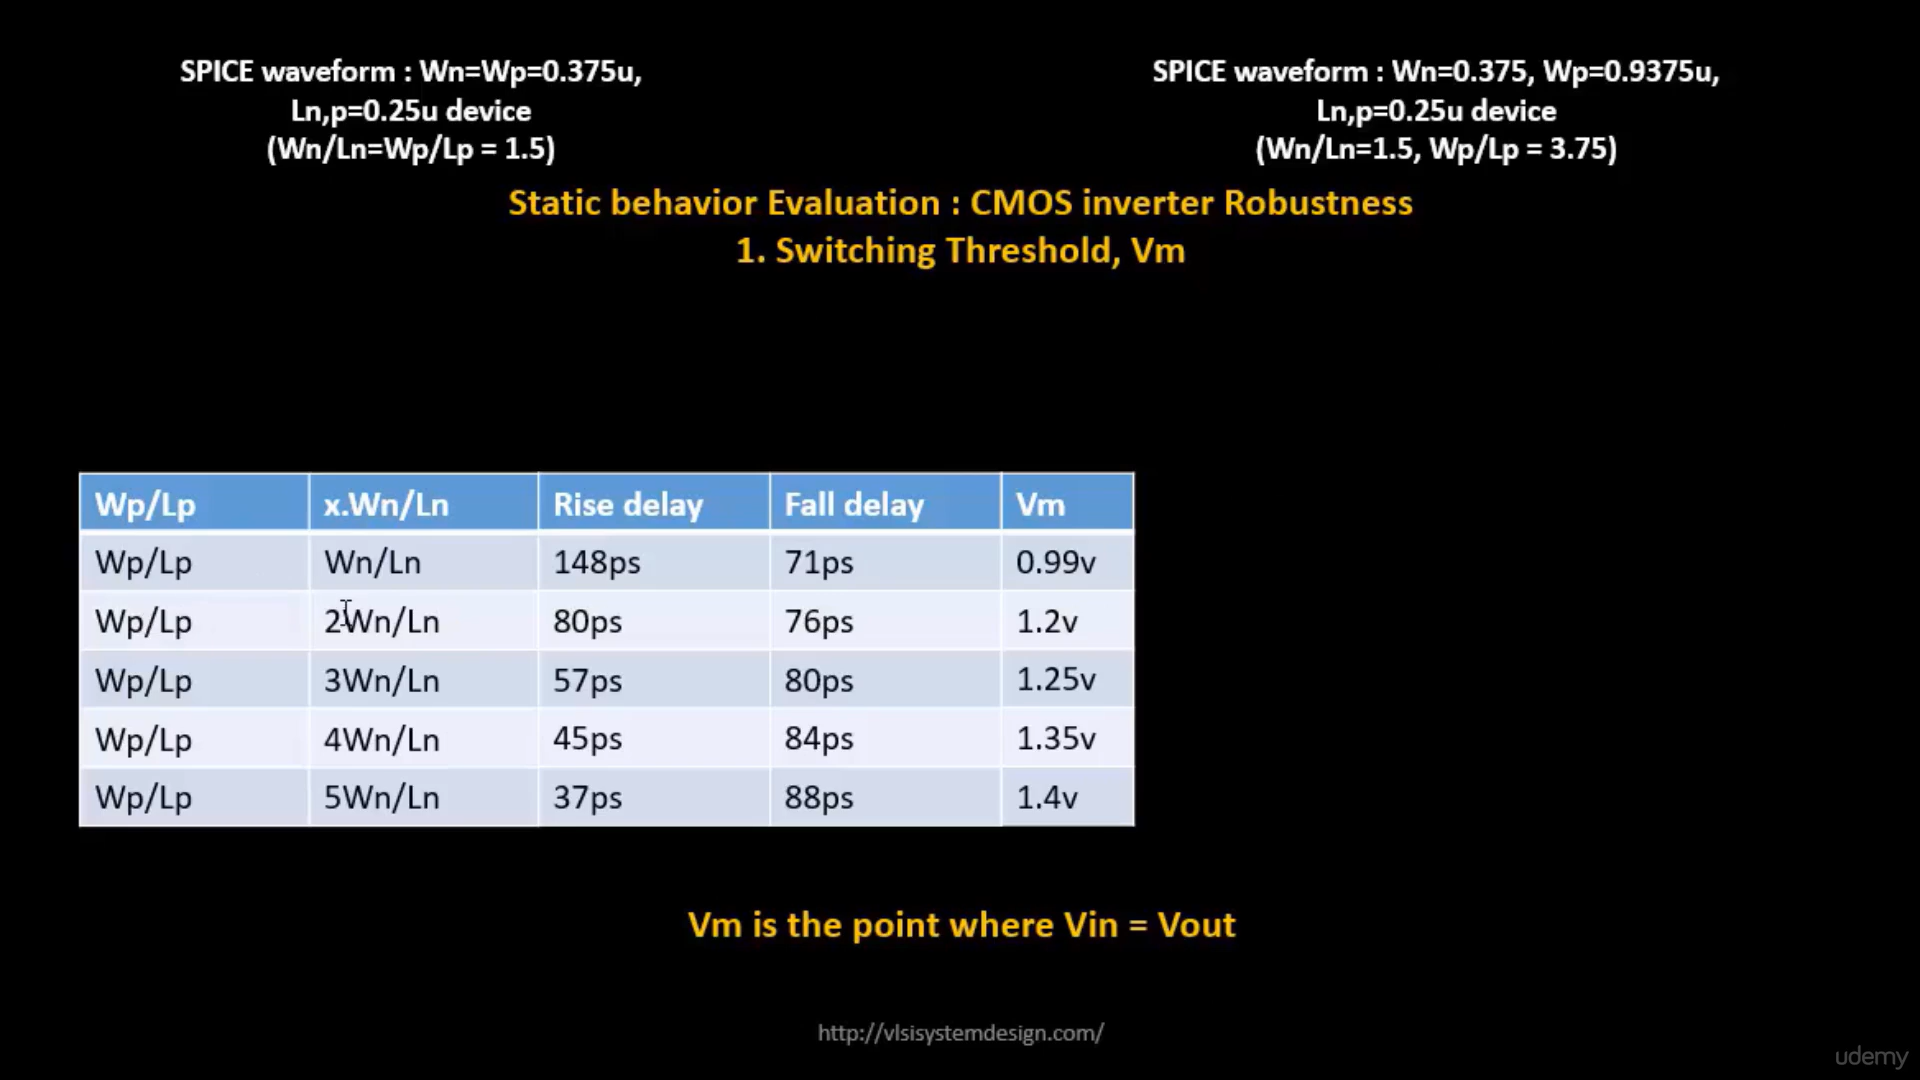 SPICE waveform : Wn=Wp=0.375u,
Ln,p=0.25u device
(Wn/Ln=Wp/Lp = 1.5)
SPICE waveform : Wn=0.375, Wp=0.9375u,
Ln,p=0.25u device
(Wn/Ln=1.5, Wp/Lp = 3.75)
Static behavior Evaluation : CMOS inverter Robustness
1. Switching Threshold, Vm
Wp/Lp x.Wn/Ln Rise delay Fall delay Vm
Wp/Lp Wn/Ln 148ps 71ps 0.99v
Wp/Lp 2Wn/Ln 80ps 76ps 1.2v
Wp/Lp 3Wn/Ln 57ps 80ps 1.25v
Wp/Lp 4Wn/Ln 45ps 84ps 1.35v
Wp/Lp 5Wn/Ln 37ps 88ps 1.4v
Vm is the point where Vin = Vout
http://vlsisystemdesign.com/
udemy